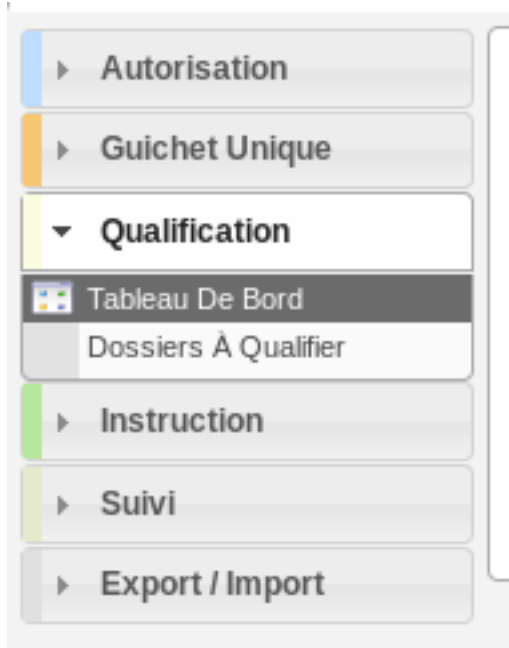 Autorisation
Guichet Unique
Qualification
Tableau De Bord
Dossiers À Qualifier
Instruction
Suivi
Export / Import